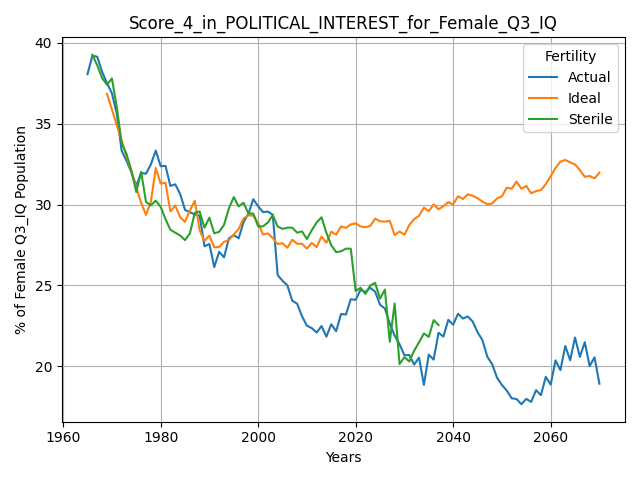 Score_4_in_POLITICAL_INTEREST_for_Female_Q3_IQ
Fertility
Actual
Ideal
Sterile
% of Female Q3_IQ Population
40
35
30
25
20
1960
1980
2000
2020
2040
2060
Years